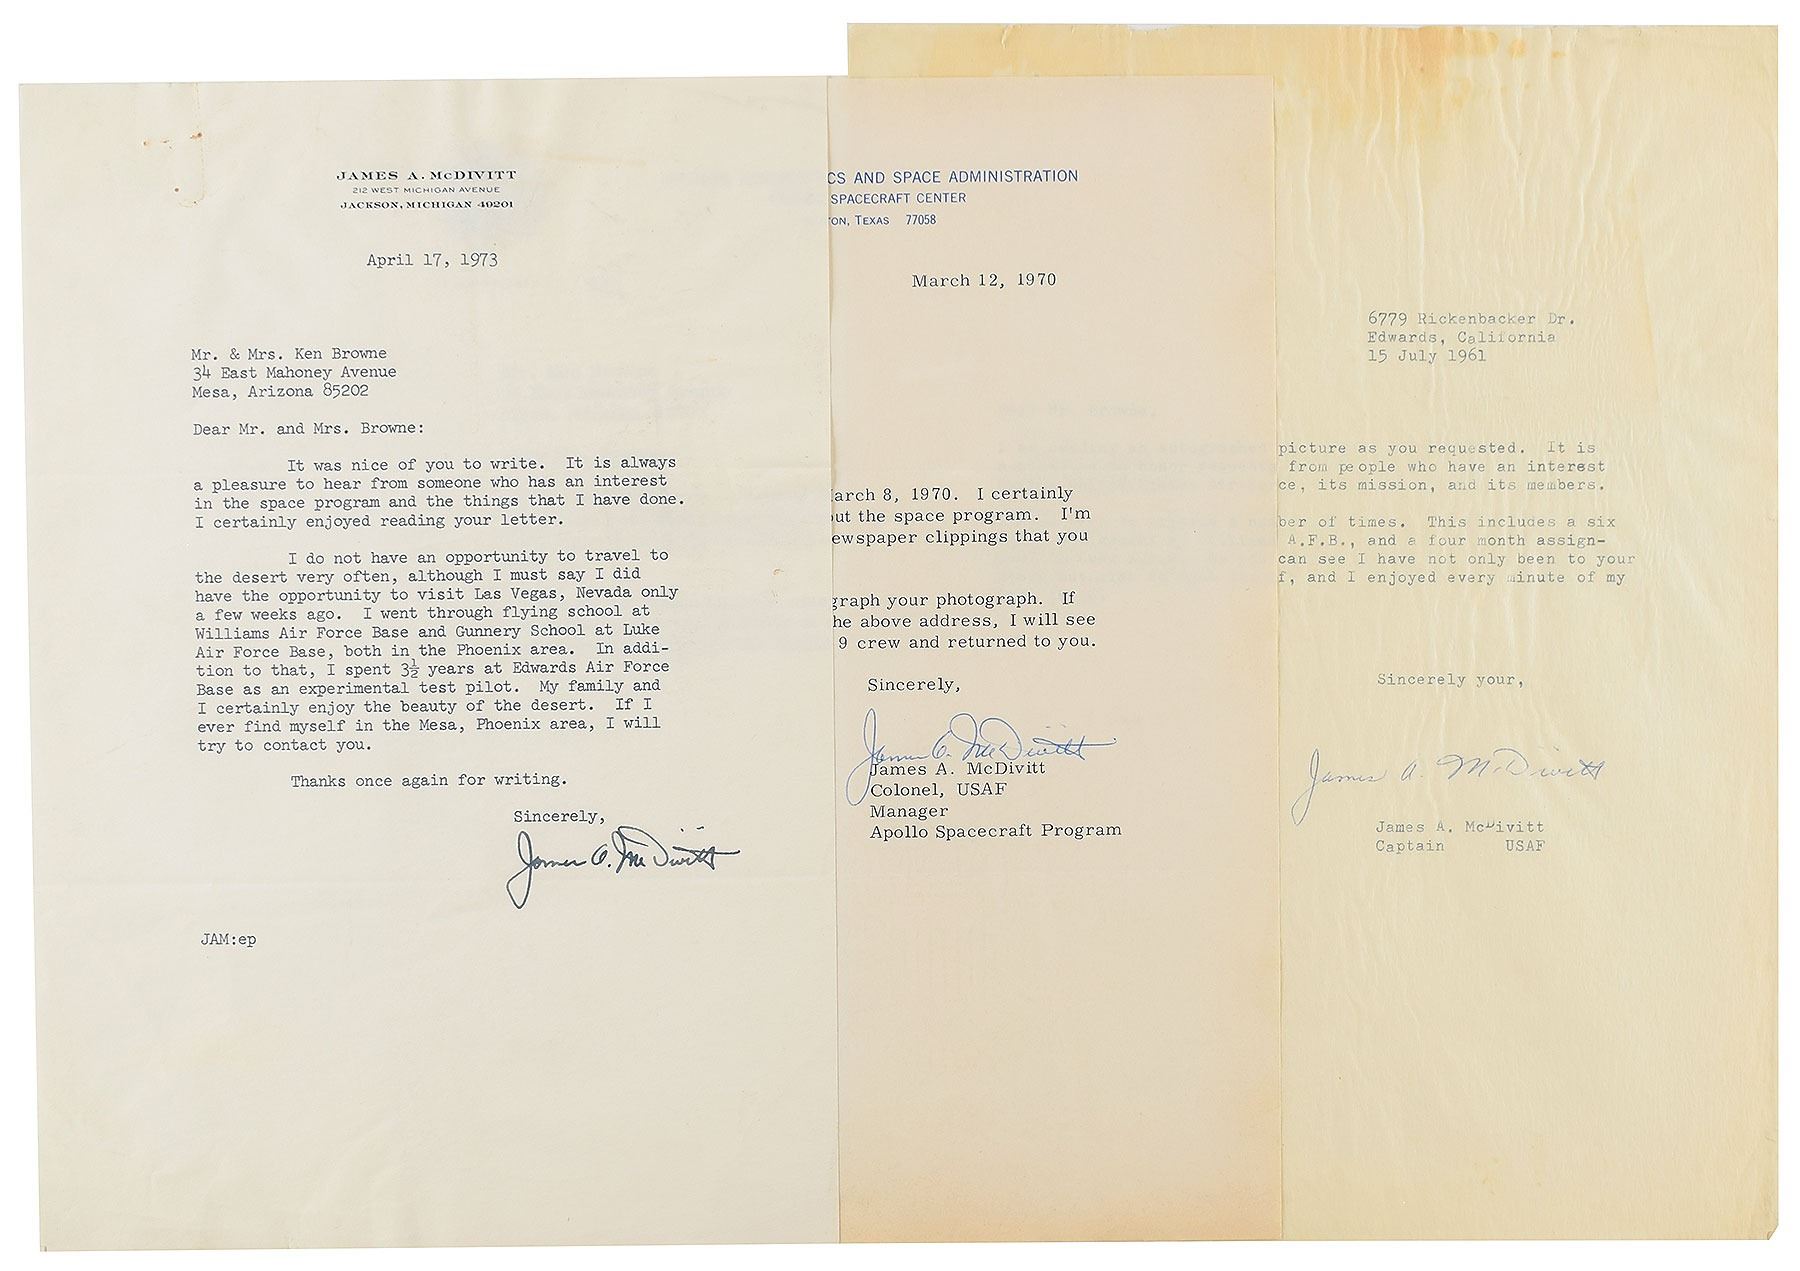 JAMES A. McDIVITT
212 WEST MICHIGAN AVENUE
JACKSON, MICHIGAN 49201
April 17, 1973
Mr. & Mrs. Ken Browne
34 East Mahoney Avenue
Mesa, Arizona 85202
Dear Mr. and Mrs. Browne:
It was nice of you to write. It is always
a pleasure to hear from someone who has an interest
in the space program and the things that I have done.
I certainly enjoyed reading your letter.
I do not have an opportunity to travel to
the desert very often, although I must say I did
have the opportunity to visit Las Vegas, Nevada only
a few weeks ago. I went through flying school at
Williams Air Force Base and Gunnery School at Luke
Air Force Base, both in the Phoenix area. In addi-
tion to that, I spent 3½ years at Edwards Air Force
Base as an experimental test pilot. My family and
I certainly enjoy the beauty of the desert. If I
ever find myself in the Mesa, Phoenix area, I will
try to contact you.
Thanks once again for writing.
Sincerely,
James A. McDivitt
JAM:ep
CS AND SPACE ADMINISTRATION
SPACECRAFT CENTER
ON, TEXAS 77058
March 12, 1970
arch 8, 1970. I certainly
ut the space program. I'm
ewspaper clippings that you
graph your photograph. If
he above address, I will see
9 crew and returned to you.
Sincerely,
James A. McDivitt
James A. McDivitt
Colonel, USAF
Manager
Apollo Spacecraft Program
6779 Rickenbacker Dr.
Edwards, California
15 July 1961
picture as you requested. It is
from people who have an interest
ce, its mission, and its members.
ber of times. This includes a six
A.F.B., and a four month assign-
can see I have not only been to your
f, and I enjoyed every minute of my
Sincerely your,
James A. McDivitt
James A. McDivitt
Captain USAF